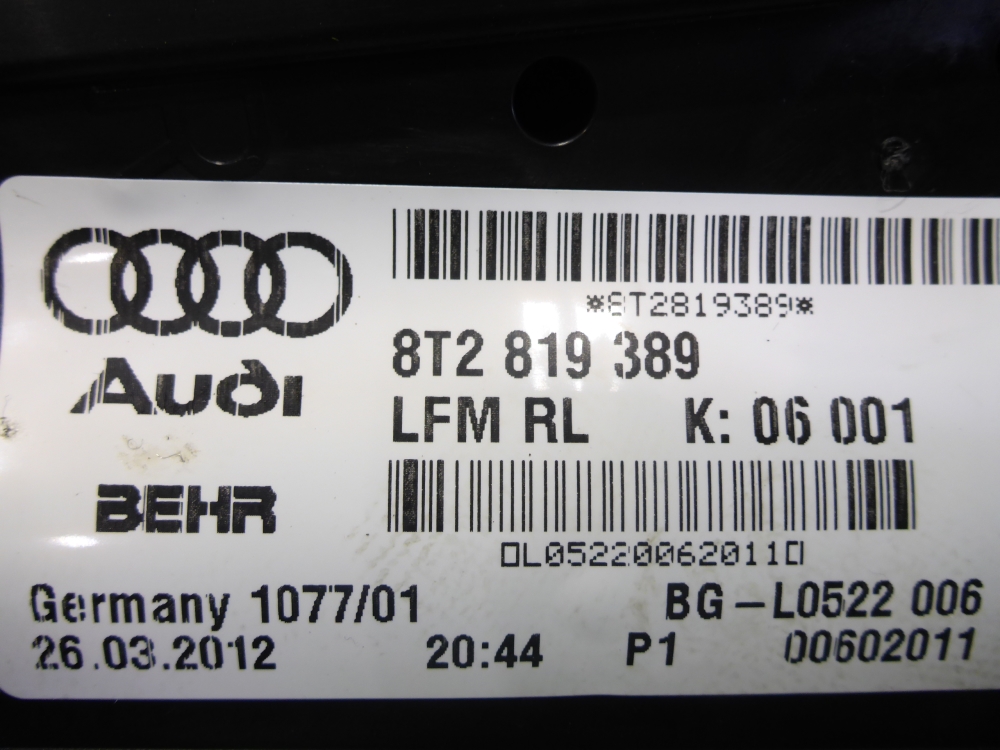 *8T2819389*
Audi
8T2 819 389
LFM RL K: 06 001
BEHR
□L05220062011□
Germany 1077/01 BG-L0522 006
26.03.2012 20:44 P1 00602011